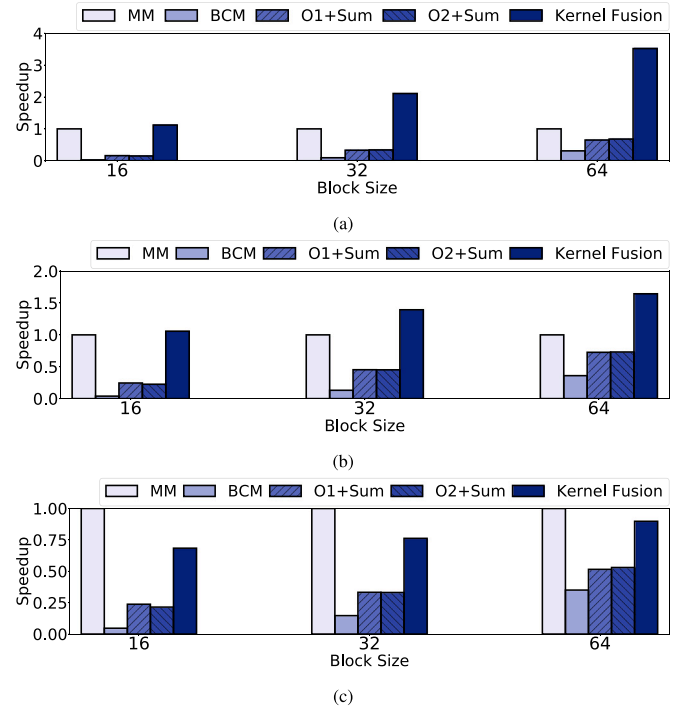 MM BCM O1+Sum O2+Sum Kernel Fusion
4
3
2
1
0
Speedup
16 32 64
Block Size
(a)
MM BCM O1+Sum O2+Sum Kernel Fusion
2.0
1.5
1.0
0.5
0.0
Speedup
16 32 64
Block Size
(b)
MM BCM O1+Sum O2+Sum Kernel Fusion
1.00
0.75
0.50
0.25
0.00
Speedup
16 32 64
Block Size
(c)